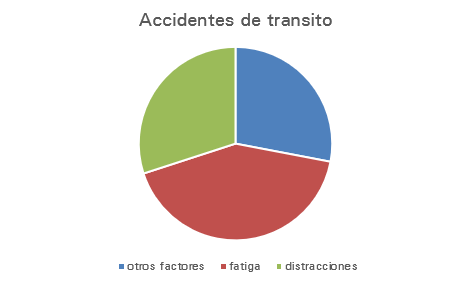 Accidentes de transito
otros factores fatiga distracciones